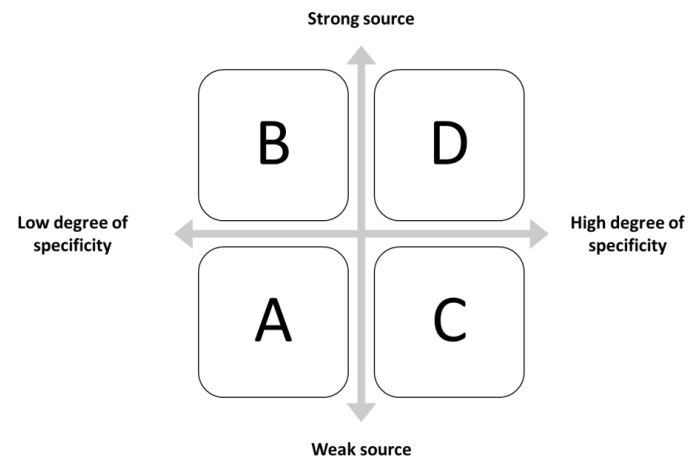 Strong source
B
D
Low degree of
specificity
High degree of
specificity
A
C
Weak source